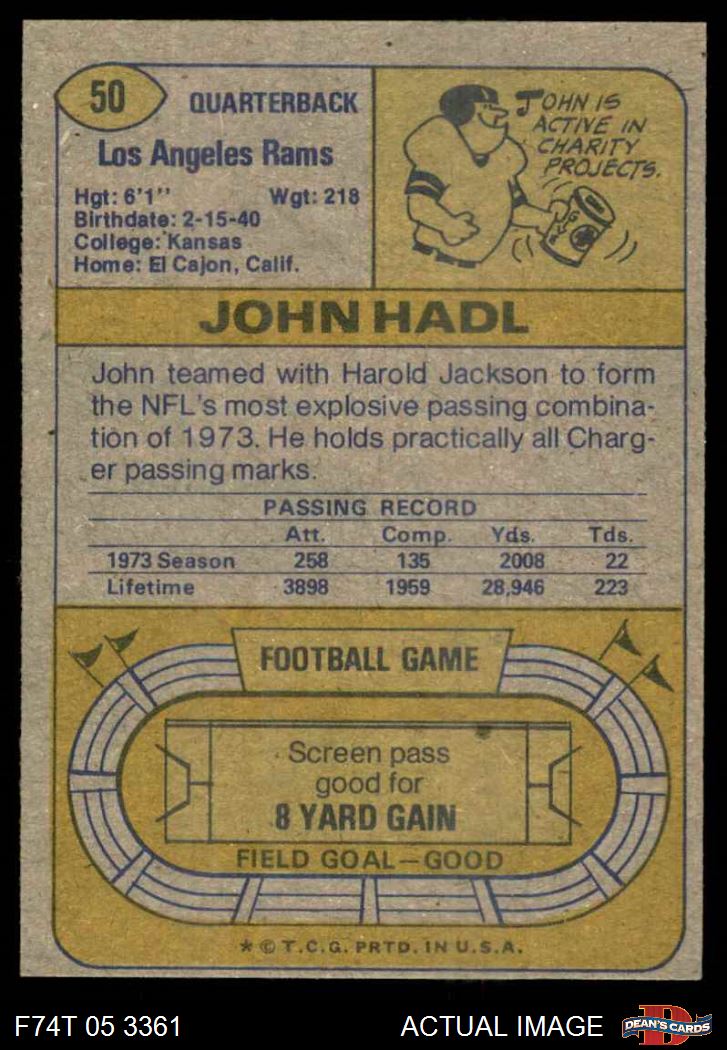 50
QUARTERBACK
Los Angeles Rams
Hgt: 6'1'' Wgt: 218
Birthdate: 2-15-40
College: Kansas
Home: El Cajon, Calif.
JOHN IS
ACTIVE IN
CHARITY
PROJECTS.
JOHN HADL
John teamed with Harold Jackson to form
the NFL's most explosive passing combina-
tion of 1973. He holds practically all Charg-
er passing marks.
PASSING RECORD
Att. Comp. Yds. Tds.
1973 Season 258 135 2008 22
Lifetime 3898 1959 28,946 223
FOOTBALL GAME
Screen pass
good for
8 YARD GAIN
FIELD GOAL—GOOD
* © T.C.G. PRTD. IN U.S.A.
F74T 05 3361 ACTUAL IMAGE
D
DEAN'S CARDS